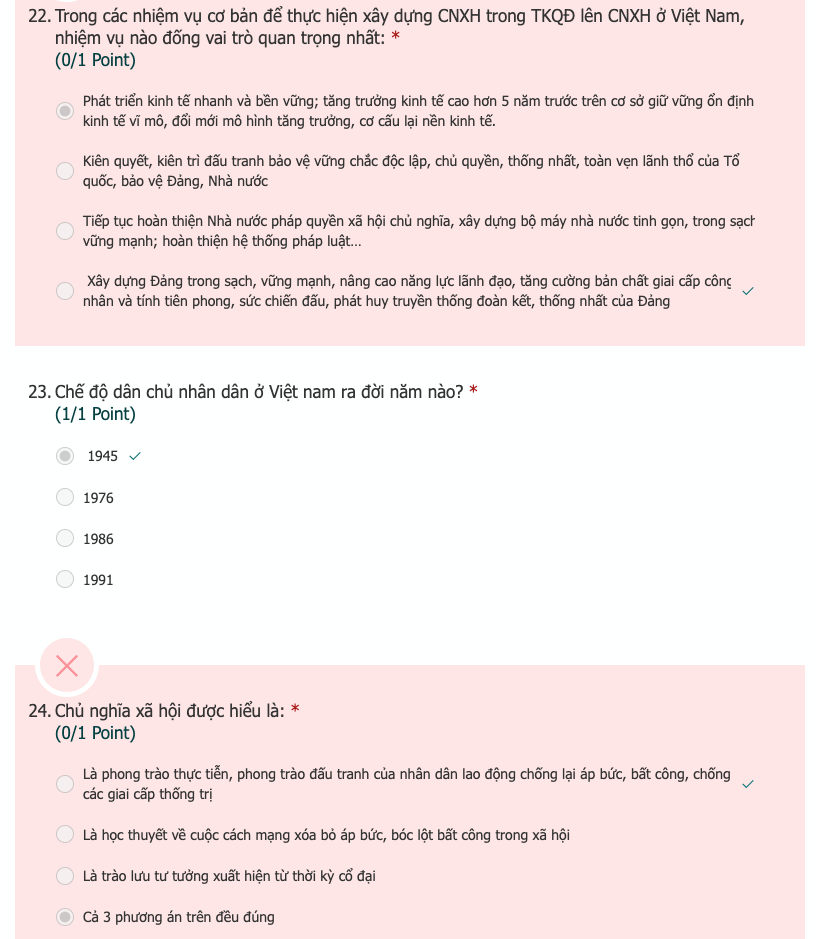 22. Trong các nhiệm vụ cơ bản để thực hiện xây dựng CNXH trong TKQĐ lên CNXH ở Việt Nam,
nhiệm vụ nào đống vai trò quan trọng nhất: *
(0/1 Point)
Phát triển kinh tế nhanh và bền vững; tăng trưởng kinh tế cao hơn 5 năm trước trên cơ sở giữ vững ổn định
kinh tế vĩ mô, đổi mới mô hình tăng trưởng, cơ cấu lại nền kinh tế.
Kiên quyết, kiên trì đấu tranh bảo vệ vững chắc độc lập, chủ quyền, thống nhất, toàn vẹn lãnh thổ của Tổ
quốc, bảo vệ Đảng, Nhà nước
Tiếp tục hoàn thiện Nhà nước pháp quyền xã hội chủ nghĩa, xây dựng bộ máy nhà nước tinh gọn, trong sạch
vững mạnh; hoàn thiện hệ thống pháp luật...
Xây dựng Đảng trong sạch, vững mạnh, nâng cao năng lực lãnh đạo, tăng cường bản chất giai cấp công
nhân và tính tiên phong, sức chiến đấu, phát huy truyền thống đoàn kết, thống nhất của Đảng
23. Chế độ dân chủ nhân dân ở Việt nam ra đời năm nào? *
(1/1 Point)
1945
1976
1986
1991
24. Chủ nghĩa xã hội được hiểu là: *
(0/1 Point)
Là phong trào thực tiễn, phong trào đấu tranh của nhân dân lao động chống lại áp bức, bất công, chống
các giai cấp thống trị
Là học thuyết về cuộc cách mạng xóa bỏ áp bức, bóc lột bất công trong xã hội
Là trào lưu tư tưởng xuất hiện từ thời kỳ cổ đại
Cả 3 phương án trên đều đúng